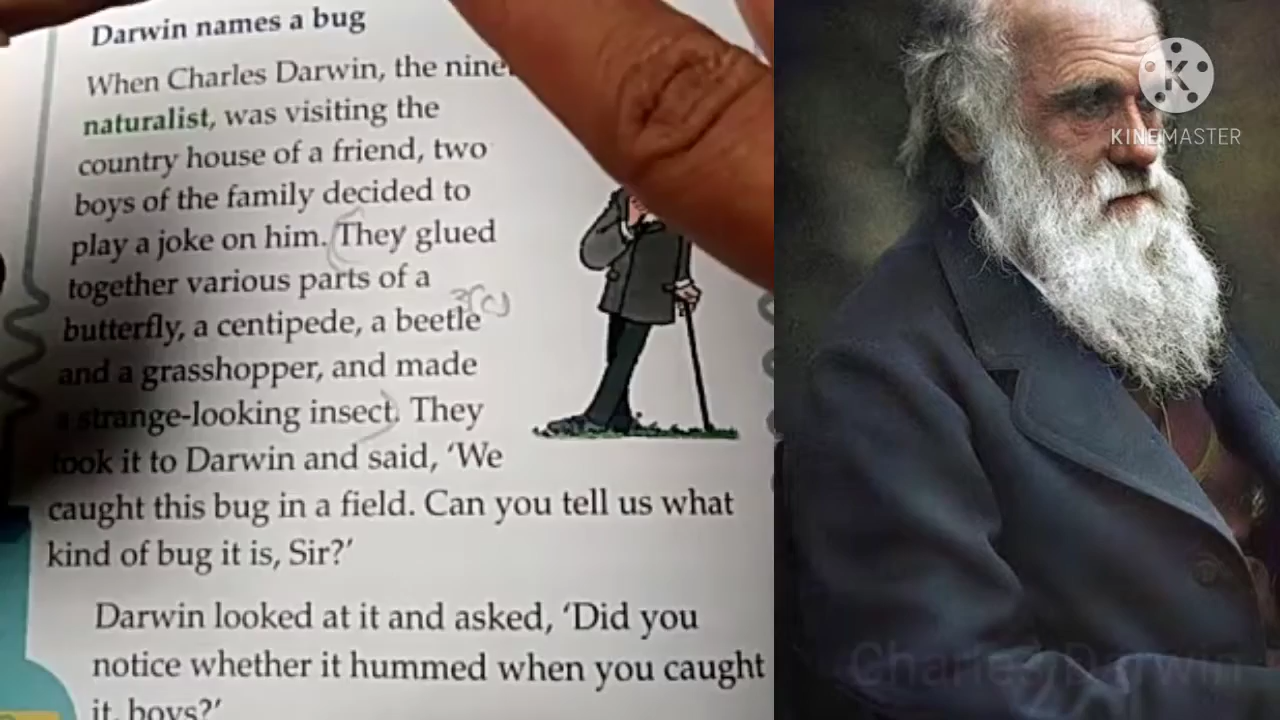 Darwin names a bug
When Charles Darwin, the
naturalist, was visiting the
country house of a friend, two
boys of the family decided to
play a joke on him. They glued
together various parts of a
butterfly, a centipede, a beetle
and a grasshopper, and made
a strange-looking insect. They
took it to Darwin and said, ‘We
caught this bug in a field. Can you tell us what
kind of bug it is, Sir?’
Darwin looked at it and asked, ‘Did you
notice whether it hummed when you caught
it, boys?’
K
KINEMASTER
Charles Darwin